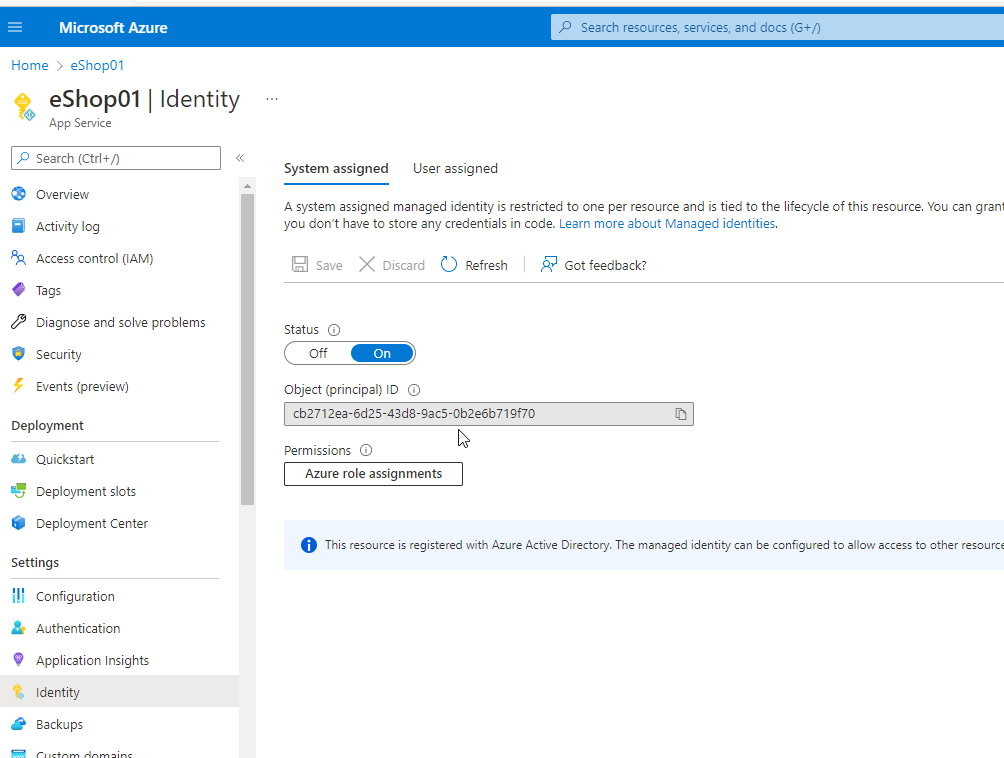 Microsoft Azure
Search resources, services, and docs (G+/)
Home > eShop01
eShop01 | Identity ...
App Service
Search (Ctrl+/) «
Overview
Activity log
Access control (IAM)
Tags
Diagnose and solve problems
Security
Events (preview)
Deployment
Quickstart
Deployment slots
Deployment Center
Settings
Configuration
Authentication
Application Insights
Identity
Backups
Custom domains
System assigned User assigned
A system assigned managed identity is restricted to one per resource and is tied to the lifecycle of this resource. You can grant
you don't have to store any credentials in code. Learn more about Managed identities.
Save Discard Refresh Got feedback?
Status
Off On
Object (principal) ID
cb2712ea-6d25-43d8-9ac5-0b2e6b719f70
Permissions
Azure role assignments
This resource is registered with Azure Active Directory. The managed identity can be configured to allow access to other resource